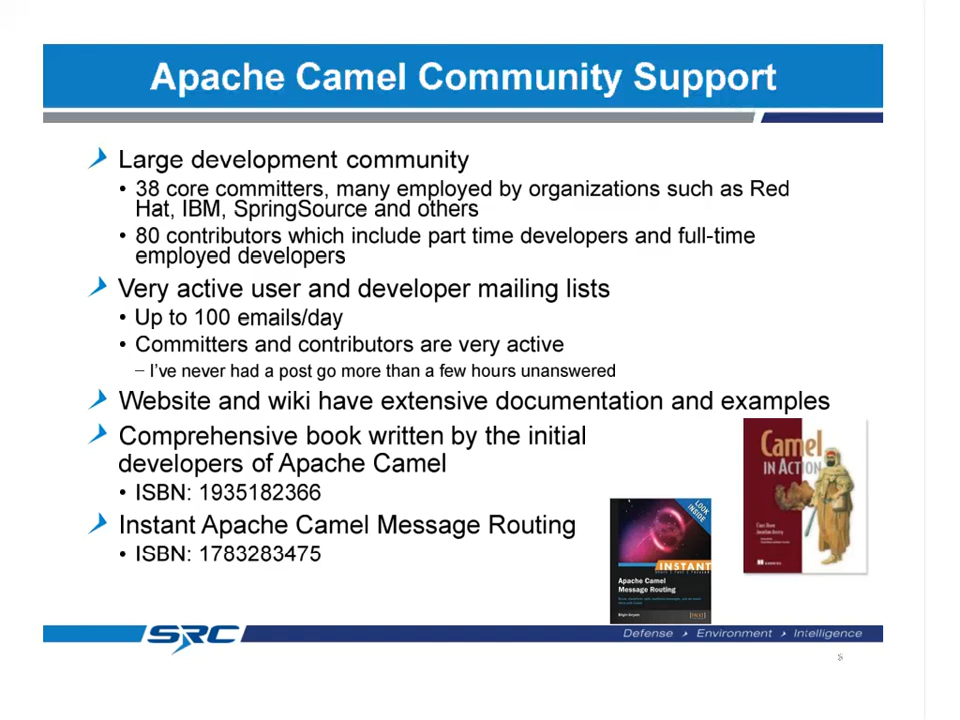 Apache Camel Community Support
Large development community
• 38 core committers, many employed by organizations such as Red
Hat, IBM, SpringSource and others
• 80 contributors which include part time developers and full-time
employed developers
Very active user and developer mailing lists
• Up to 100 emails/day
• Committers and contributors are very active
– I've never had a post go more than a few hours unanswered
Website and wiki have extensive documentation and examples
Comprehensive book written by the initial
developers of Apache Camel
• ISBN: 1935182366
Instant Apache Camel Message Routing
• ISBN: 1783283475
Camel
IN ACTION
LOOK
INSIDE
INSTANT
Apache Camel
Message Routing
SRC
Defense Environment Intelligence